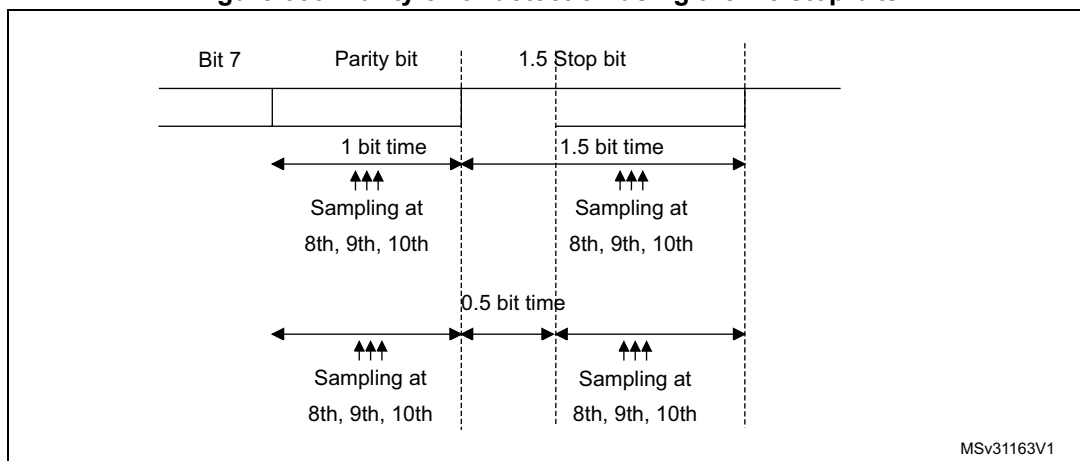 Bit 7 Parity bit 1.5 Stop bit
1 bit time 1.5 bit time
Sampling at Sampling at
8th, 9th, 10th 8th, 9th, 10th
0.5 bit time
Sampling at Sampling at
8th, 9th, 10th 8th, 9th, 10th
MSv31163V1